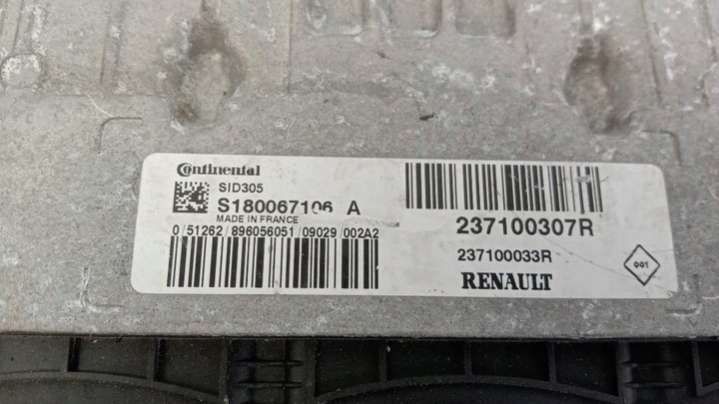 Continental
SID305
S180067106 A
MADE IN FRANCE
0/51262/896056051/09029/002A2
237100307R
237100033R
RENAULT
001